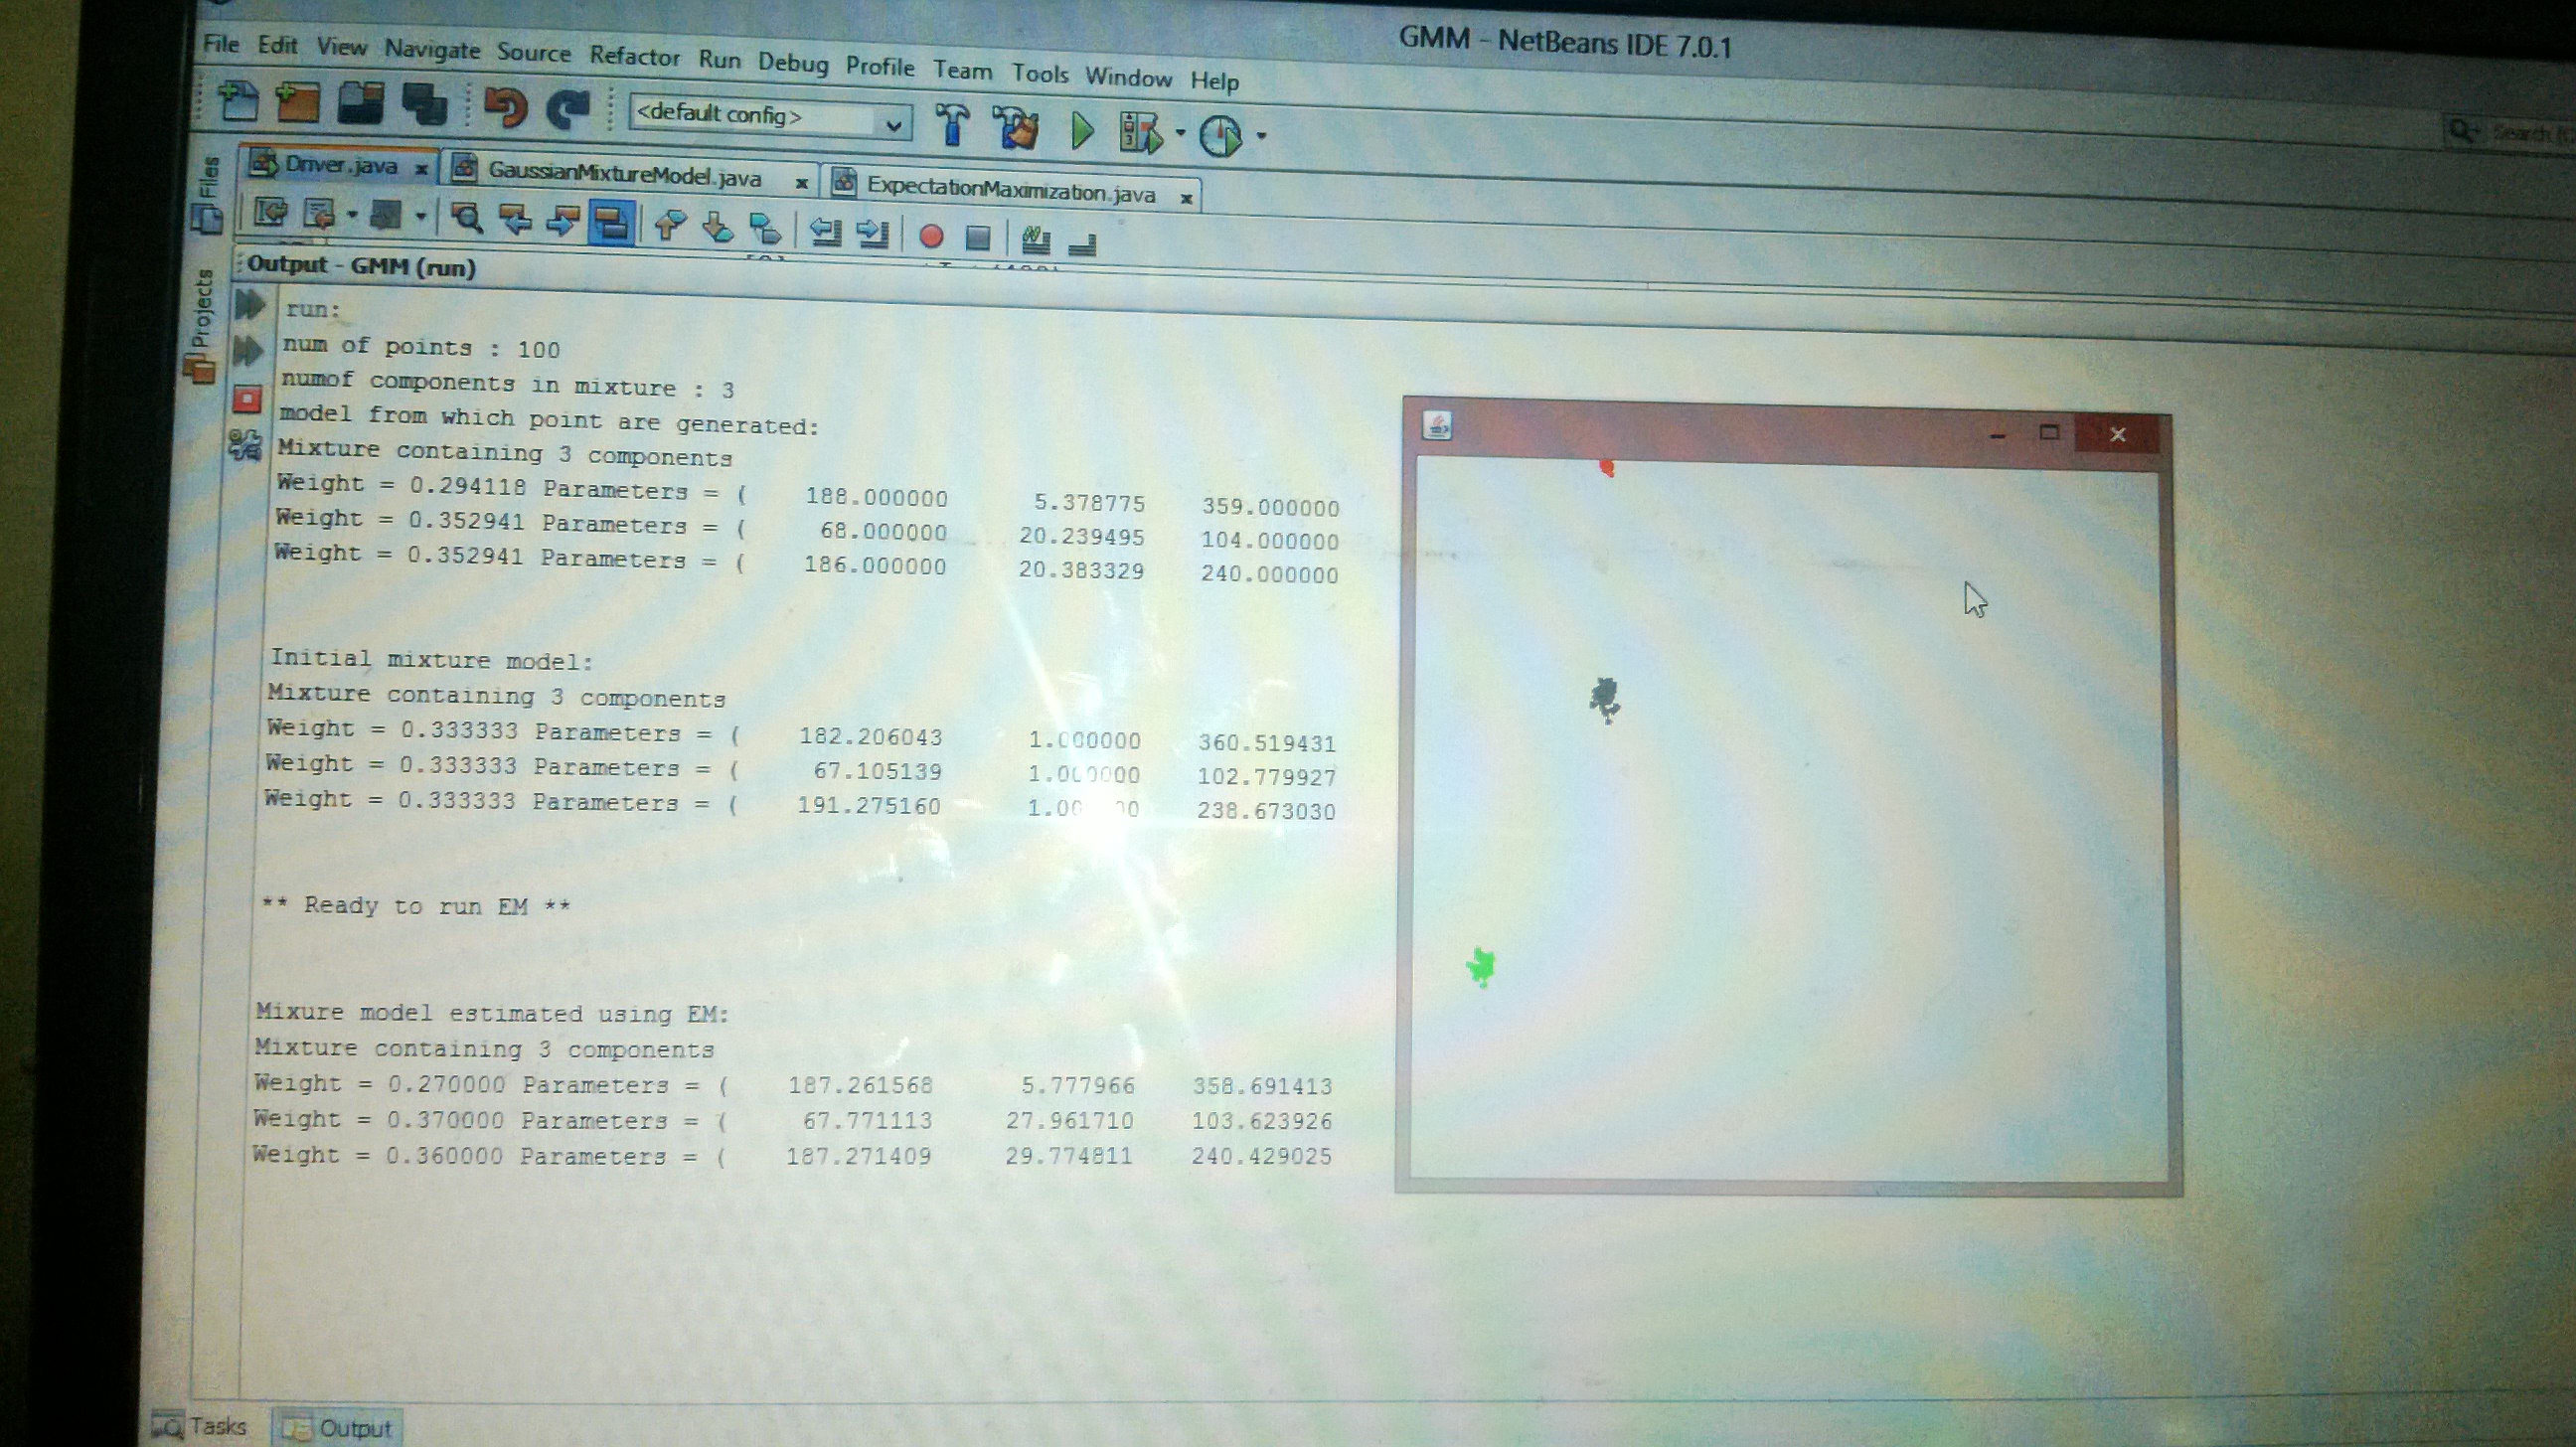 GMM - NetBeans IDE 7.0.1
File Edit View Navigate Source Refactor Run Debug Profile Team Tools Window Help
<default config>
Search
Files
Projects
Driver.java x GaussianMixtureModel.java x ExpectationMaximization.java x
Output - GMM (run)
run:
num of points : 100
numof components in mixture : 3
model from which point are generated:
Mixture containing 3 components
Weight = 0.294118 Parameters = ( 188.000000 5.378775 359.000000
Weight = 0.352941 Parameters = ( 68.000000 20.239495 104.000000
Weight = 0.352941 Parameters = ( 186.000000 20.383329 240.000000
Initial mixture model:
Mixture containing 3 components
Weight = 0.333333 Parameters = ( 182.206043 1.000000 360.519431
Weight = 0.333333 Parameters = ( 67.105139 1.000000 102.779927
Weight = 0.333333 Parameters = ( 191.275160 238.673030
** Ready to run EM **
Mixure model estimated using EM:
Mixture containing 3 components
Weight = 0.270000 Parameters = ( 187.261568 5.777966 358.691413
Weight = 0.370000 Parameters = ( 67.771113 27.961710 103.623926
Weight = 0.360000 Parameters = ( 187.271409 29.774811 240.429025
Tasks Output